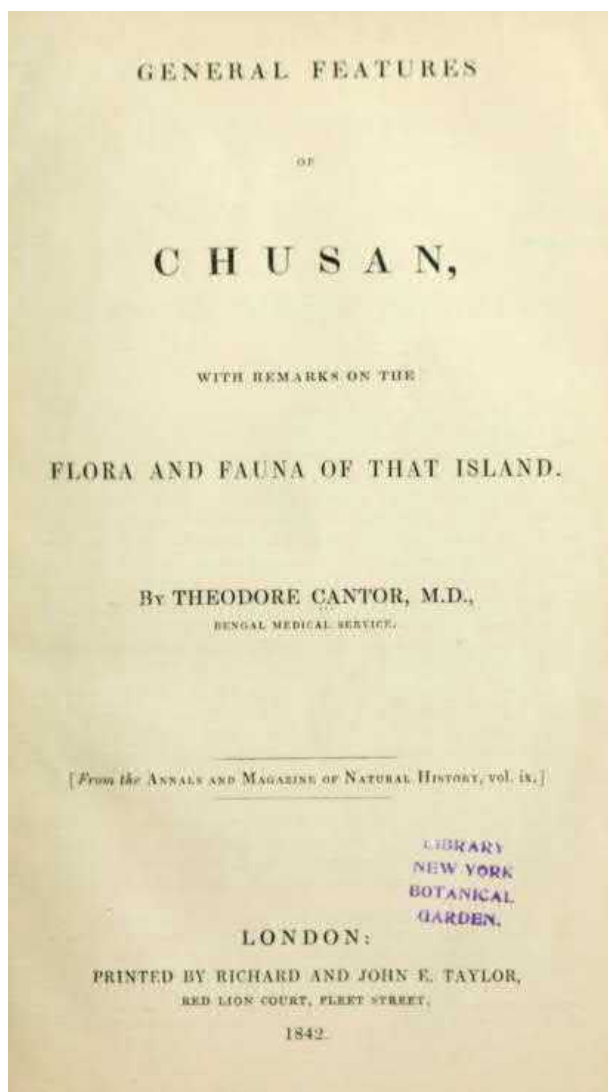 GENERAL FEATURES
OF
CHUSAN,
WITH REMARKS ON THE
FLORA AND FAUNA OF THAT ISLAND.
By THEODORE CANTOR, M.D.,
BENGAL MEDICAL SERVICE.
[From the Annals and Magazine of Natural History, vol. ix.]
LIBRARY
NEW YORK
BOTANICAL
GARDEN.
LONDON:
PRINTED BY RICHARD AND JOHN E. TAYLOR,
RED LION COURT, FLEET STREET.
1842.